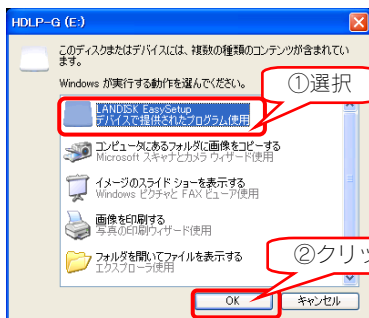 HDLP-G (E:)
このディスクまたはデバイスには、複数の種類のコンテンツが含まれてい
ます。
Windows が実行する動作を選んでください。
①選択
LANDISK EasySetup
デバイスで提供されたプログラム使用
コンピュータにあるフォルダに画像をコピーする
Microsoft スキャナとカメラ ウィザード使用
イメージのスライド ショーを表示する
Windows ピクチャと FAX ビューア使用
画像を印刷する
写真の印刷ウィザード使用
フォルダを開いてファイルを表示する
エクスプローラ使用
②クリッ
OK
キャンセル